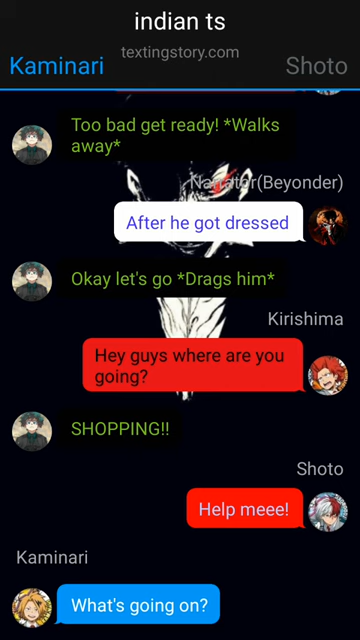 indian ts
textingstory.com
Kaminari
Shoto
Too bad get ready! *Walks
away*
Narrator(Beyonder)
After he got dressed
Okay let's go *Drags him*
Kirishima
Hey guys where are you
going?
SHOPPING!!
Shoto
Help meee!
Kaminari
What's going on?